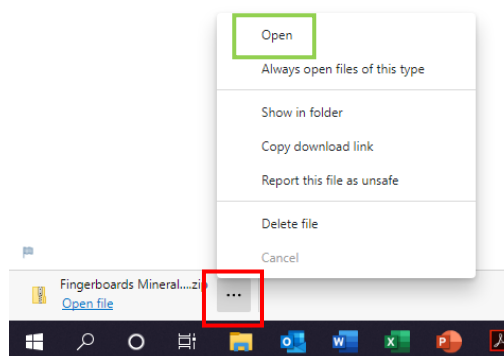 Open
Always open files of this type
Show in folder
Copy download link
Report this file as unsafe
Delete file
Cancel
Fingerboards Mineral....zip
...
Open file